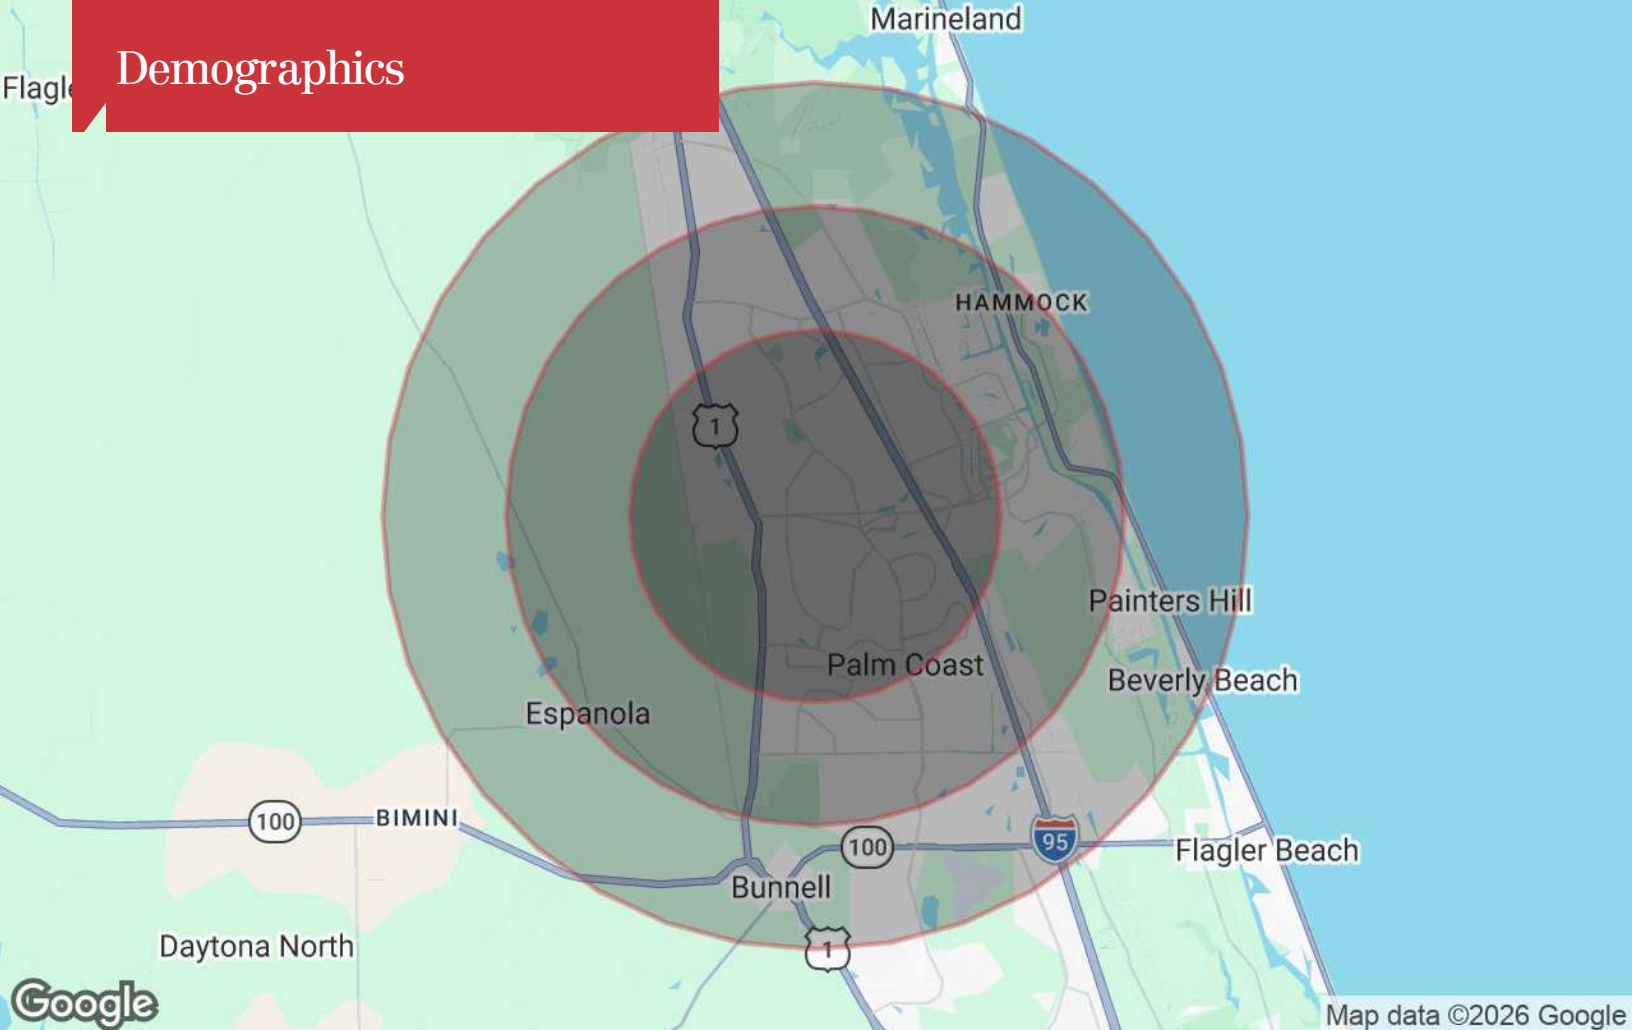 Marineland
Demographics
Flagle
HAMMOCK
1
Painters Hill
Palm Coast
Beverly Beach
Espanola
100
BIMINI
95
100
Flagler Beach
Bunnell
1
Daytona North
Google
Map data ©2026 Google